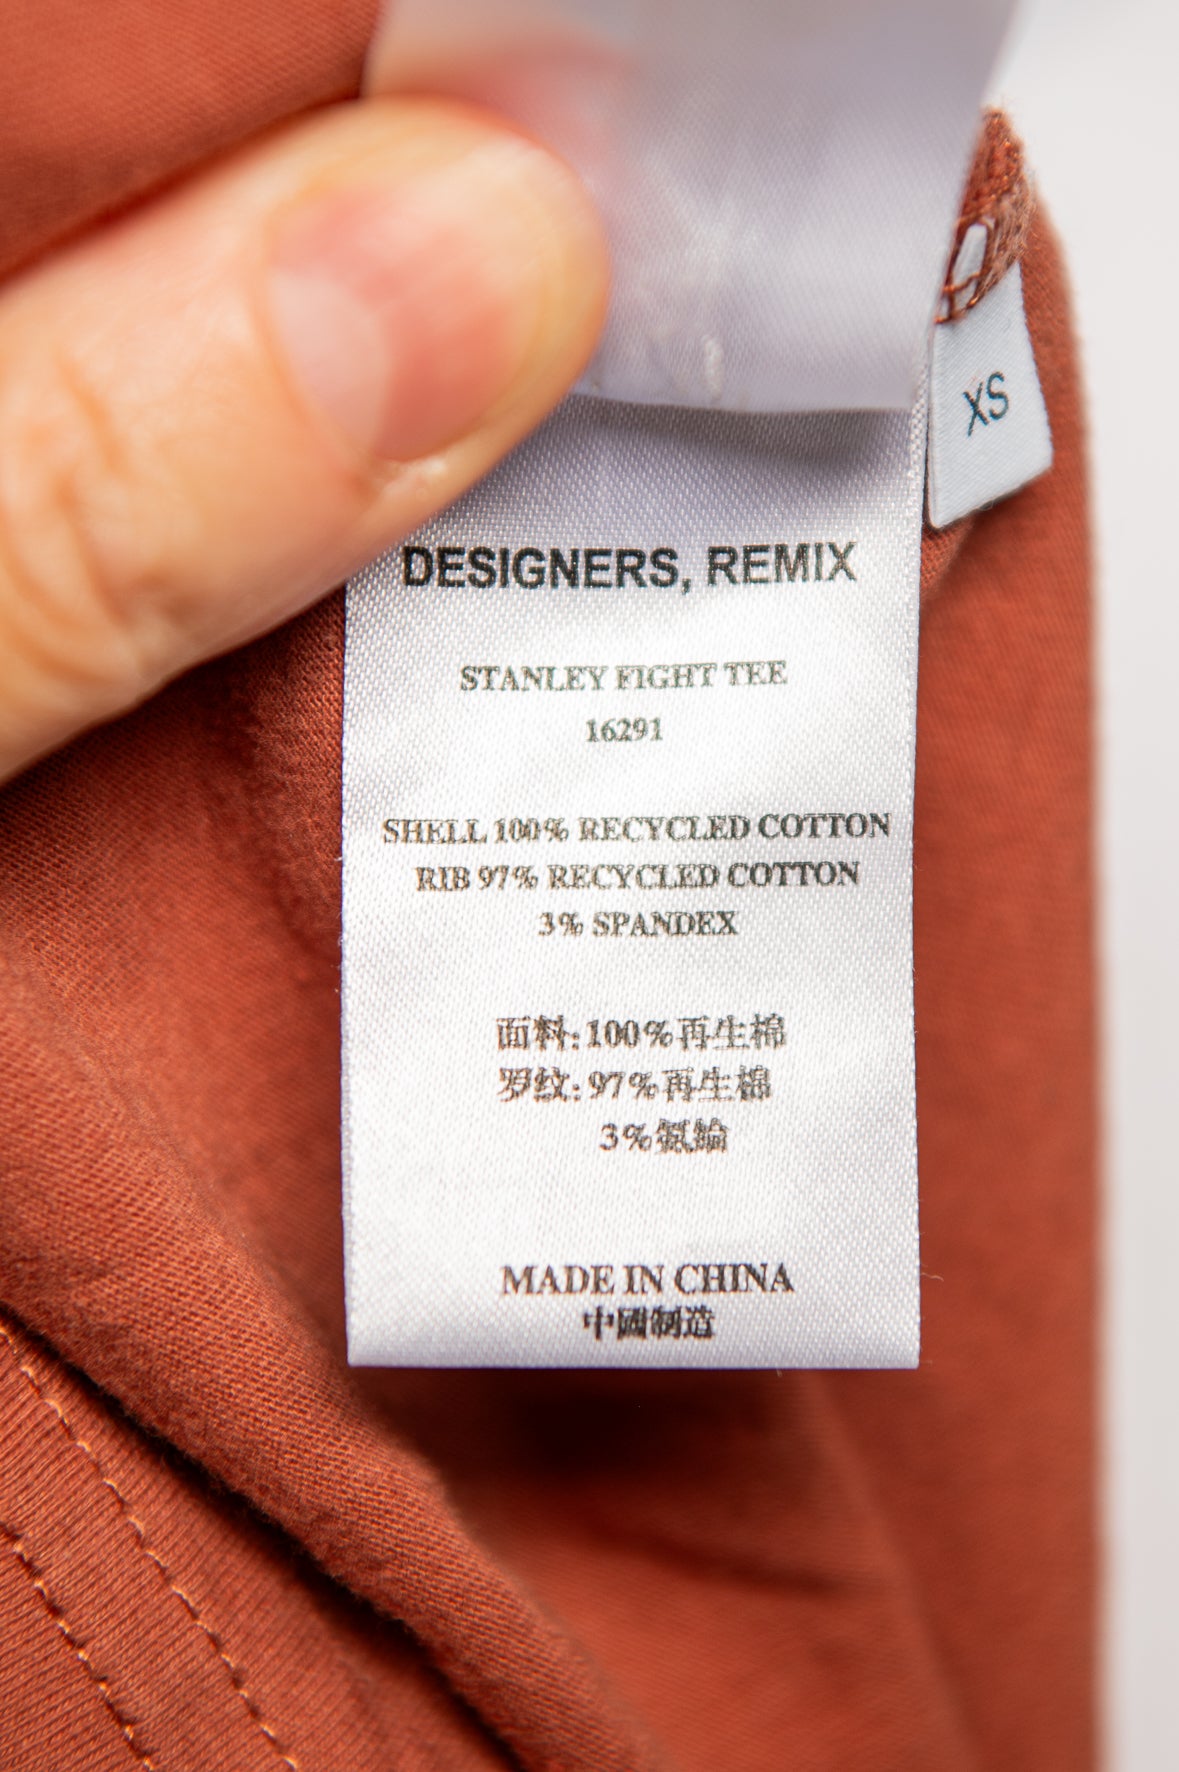 XS
DESIGNERS, REMIX
STANLEY FIGHT TEE
16291
SHELL 100% RECYCLED COTTON
RIB 97% RECYCLED COTTON
3% SPANDEX
面料:100%再生棉
罗纹:97%再生棉
3%氨綸
MADE IN CHINA
中國制造